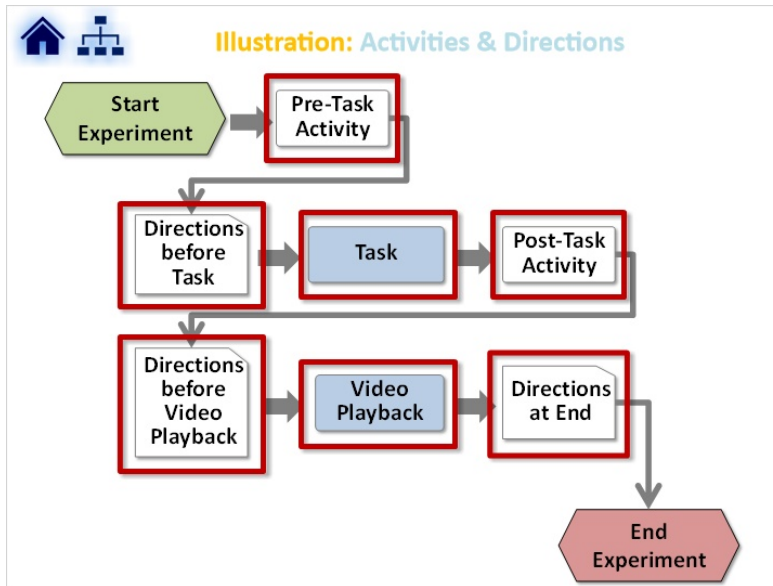 Illustration: Activities & Directions
Start
Experiment
Pre-Task
Activity
Directions
before
Task
Task
Post-Task
Activity
Directions
before
Video
Playback
Video
Playback
Directions
at End
End
Experiment